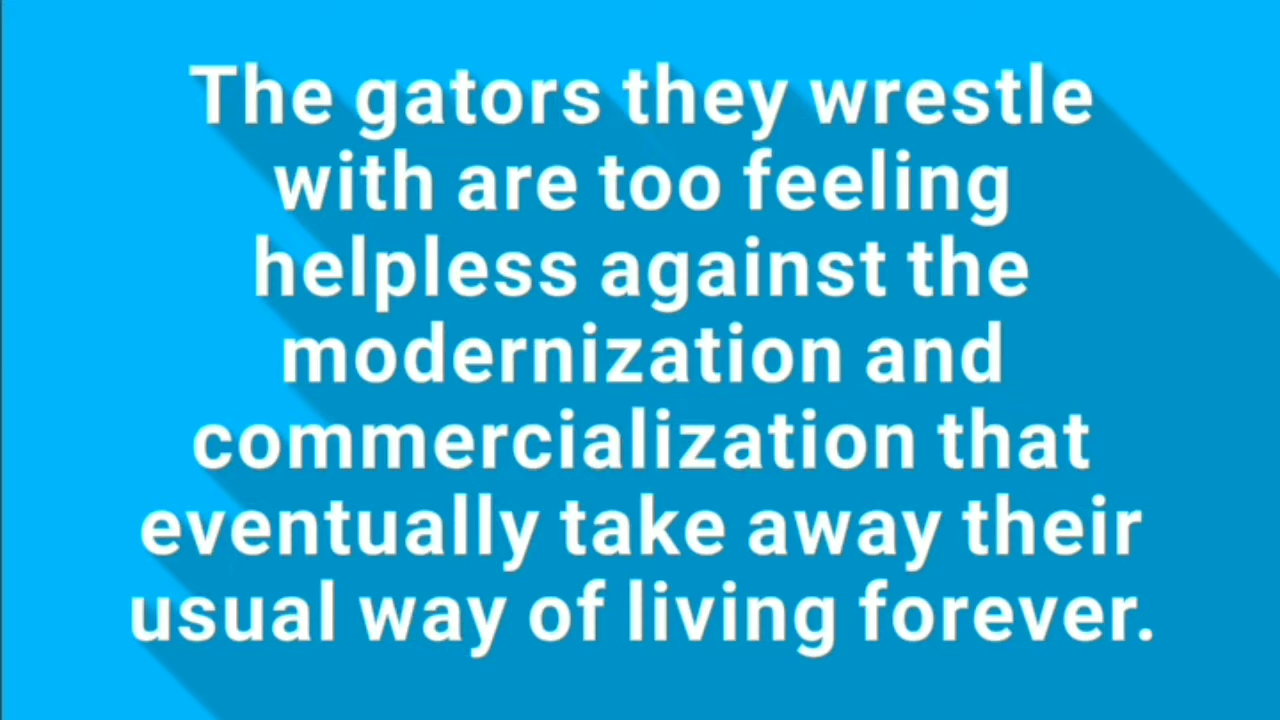 The gators they wrestle
with are too feeling
helpless against the
modernization and
commercialization that
eventually take away their
usual way of living forever.